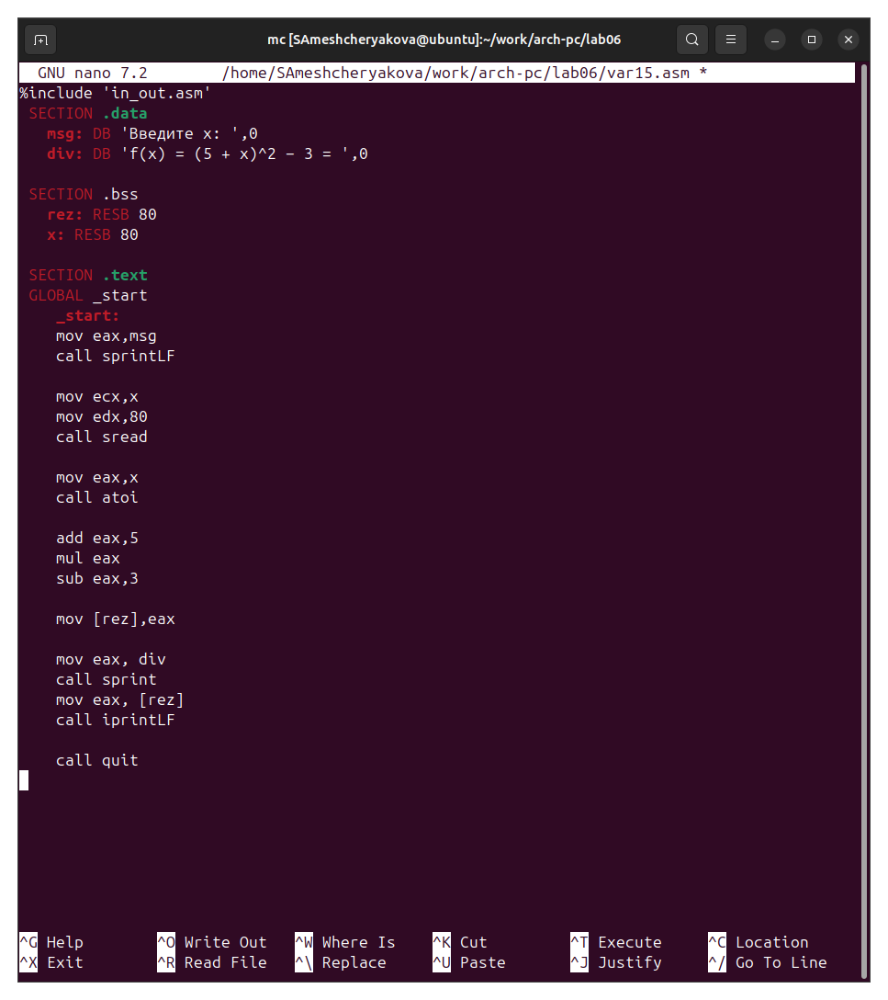 mc [SAmeshcheryakova@ubuntu]:~/work/arch-pc/lab06
GNU nano 7.2 /home/SAmeshcheryakova/work/arch-pc/lab06/var15.asm *
%include 'in_out.asm'
SECTION .data
msg: DB 'Введите x: ',0
div: DB 'f(x) = (5 + x)^2 - 3 = ',0
SECTION .bss
rez: RESB 80
x: RESB 80
SECTION .text
GLOBAL _start
_start:
mov eax,msg
call sprintLF
mov ecx,x
mov edx,80
call sread
mov eax,x
call atoi
add eax,5
mul eax
sub eax,3
mov [rez],eax
mov eax, div
call sprint
mov eax, [rez]
call iprintLF
call quit
^G Help ^O Write Out ^W Where Is ^K Cut ^T Execute ^C Location
^X Exit ^R Read File ^\ Replace ^U Paste ^J Justify ^/ Go To Line